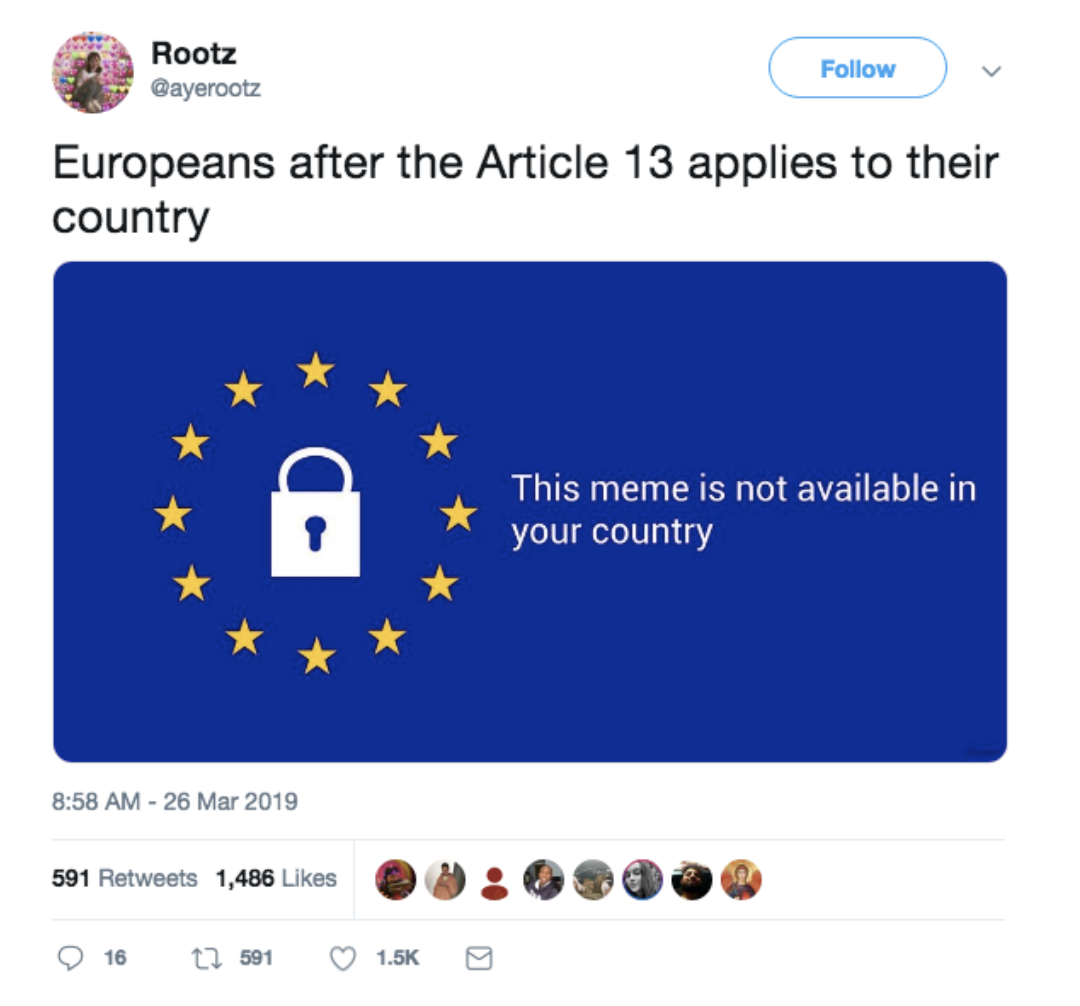 Rootz
@ayerootz
Follow
Europeans after the Article 13 applies to their
country
This meme is not available in
your country
8:58 AM - 26 Mar 2019
591 Retweets 1,486 Likes
16 591 1.5K